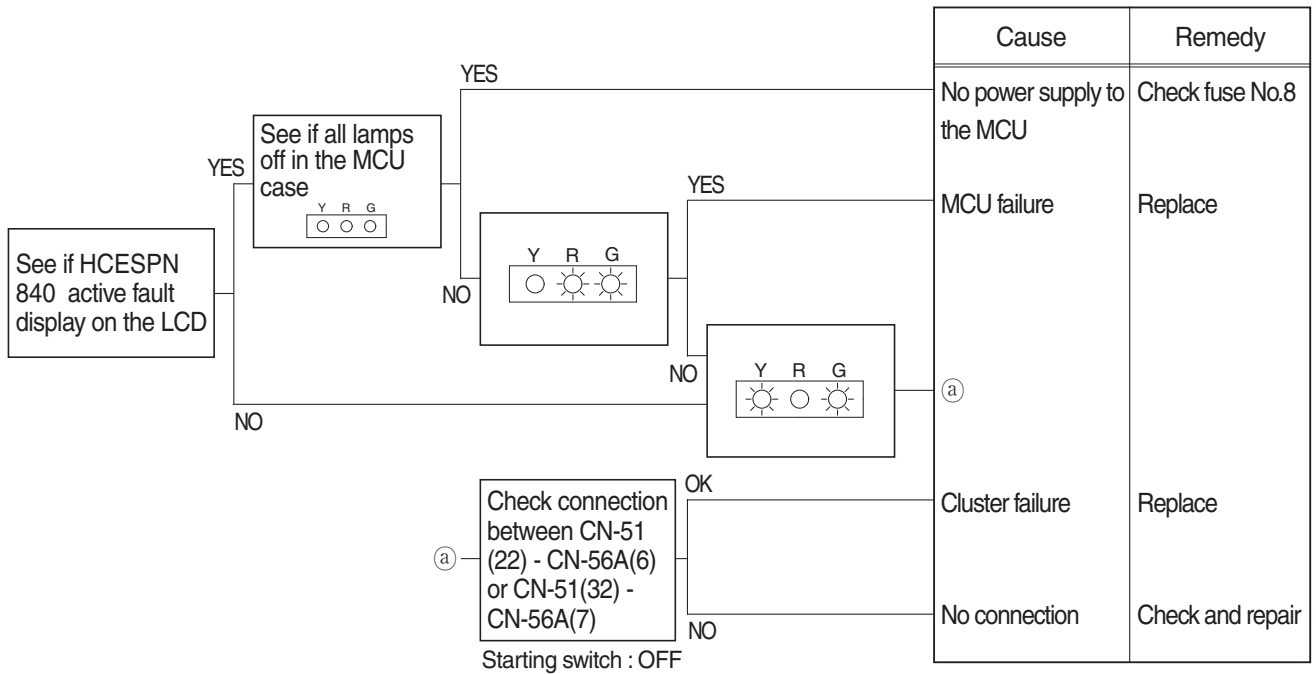 Cause
Remedy
YES
No power supply to
the MCU
Check fuse No.8
See if all lamps
off in the MCU
case
Y R G
YES
YES
MCU failure
Replace
See if HCESPN
840 active fault
display on the LCD
Y R G
NO
NO
Y R G
ⓐ
NO
OK
Cluster failure
Replace
Check connection
between CN-51
(22) - CN-56A(6)
or CN-51(32) -
CN-56A(7)
ⓐ
NO
No connection
Check and repair
Starting switch : OFF